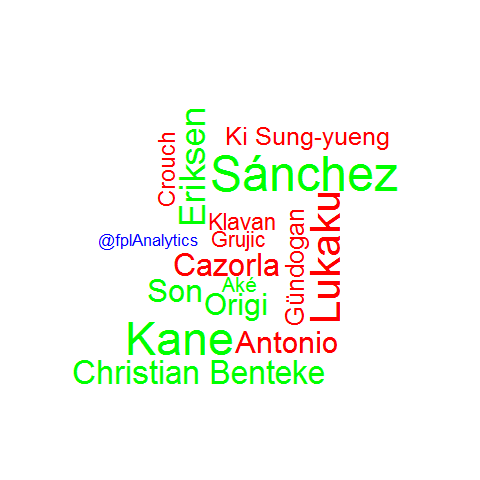 Crouch
Eriksen
Ki Sung-yueng
Sánchez
Klavan
@fplAnalytics
Grujic
Gündogan
Lukaku
Cazorla
Son
Aké
Origi
Kane
Antonio
Christian Benteke